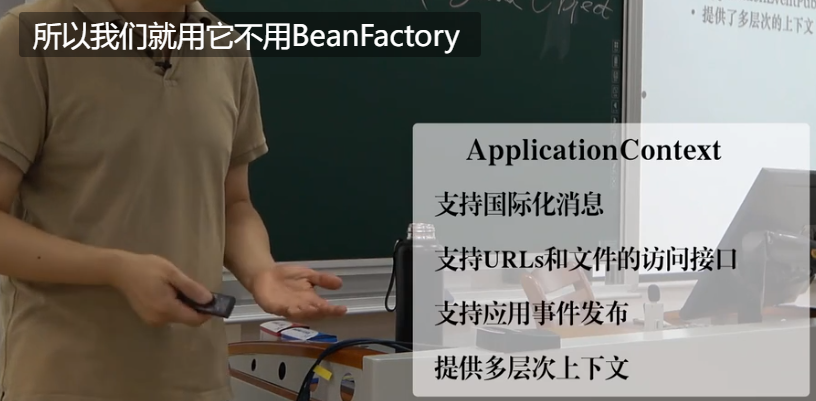 所以我们就用它不用BeanFactory
Object
• 提供了多层次的上下文
ApplicationContext
支持国际化消息
支持URLs和文件的访问接口
支持应用事件发布
提供多层次上下文